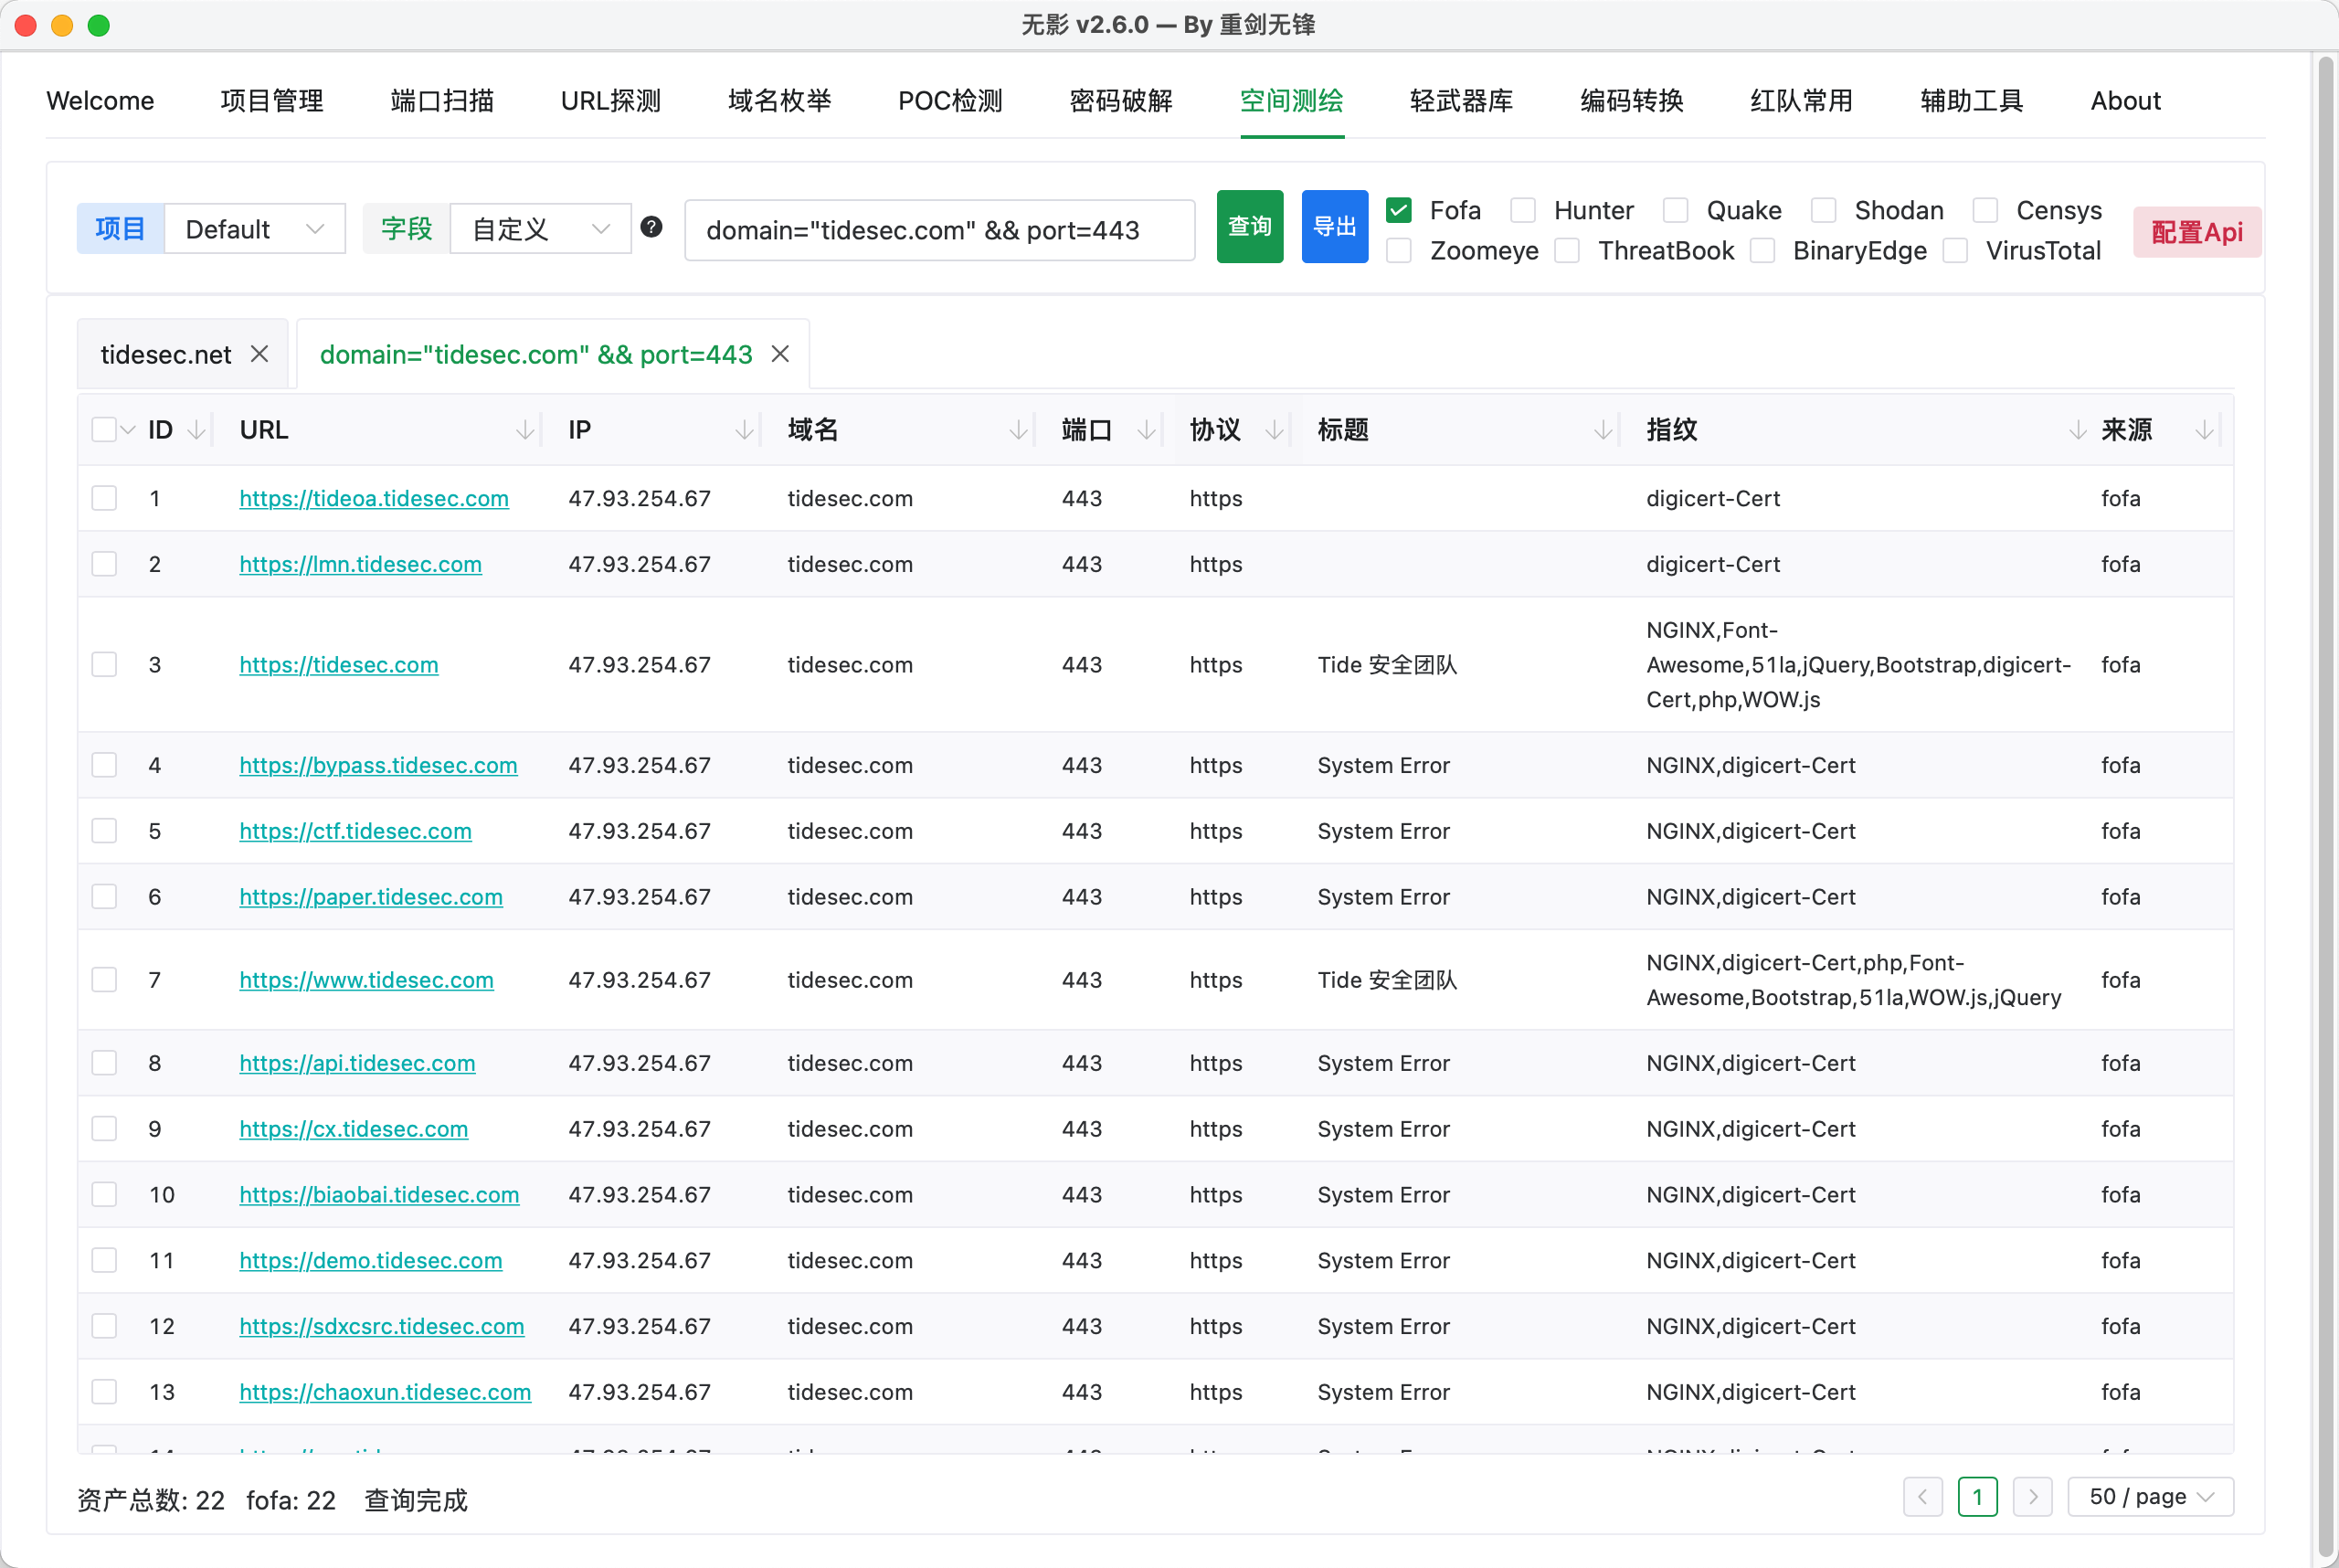 无影 v2.6.0 — By 重剑无锋
Welcome 项目管理 端口扫描 URL探测 域名枚举 POC检测 密码破解 空间测绘 轻武器库 编码转换 红队常用 辅助工具 About
项目 Default 字段 自定义 ? domain="tidesec.com" && port=443 查询 导出 Fofa Hunter Quake Shodan Censys
Zoomeye ThreatBook BinaryEdge VirusTotal 配置Api
tidesec.net domain="tidesec.com" && port=443
ID URL IP 域名 端口 协议 标题 指纹 来源
1 https://tideoa.tidesec.com 47.93.254.67 tidesec.com 443 https digicert-Cert fofa
2 https://lmn.tidesec.com 47.93.254.67 tidesec.com 443 https digicert-Cert fofa
NGINX,Font-
3 https://tidesec.com 47.93.254.67 tidesec.com 443 https Tide 安全团队 Awesome,51la,jQuery,Bootstrap,digicert- fofa
Cert,php,WOW.js
4 https://bypass.tidesec.com 47.93.254.67 tidesec.com 443 https System Error NGINX,digicert-Cert fofa
5 https://ctf.tidesec.com 47.93.254.67 tidesec.com 443 https System Error NGINX,digicert-Cert fofa
6 https://paper.tidesec.com 47.93.254.67 tidesec.com 443 https System Error NGINX,digicert-Cert fofa
7 https://www.tidesec.com 47.93.254.67 tidesec.com 443 https Tide 安全团队 NGINX,digicert-Cert,php,Font- fofa
Awesome,Bootstrap,51la,WOW.js,jQuery
8 https://api.tidesec.com 47.93.254.67 tidesec.com 443 https System Error NGINX,digicert-Cert fofa
9 https://cx.tidesec.com 47.93.254.67 tidesec.com 443 https System Error NGINX,digicert-Cert fofa
10 https://biaobai.tidesec.com 47.93.254.67 tidesec.com 443 https System Error NGINX,digicert-Cert fofa
11 https://demo.tidesec.com 47.93.254.67 tidesec.com 443 https System Error NGINX,digicert-Cert fofa
12 https://sdxcsrc.tidesec.com 47.93.254.67 tidesec.com 443 https System Error NGINX,digicert-Cert fofa
13 https://chaoxun.tidesec.com 47.93.254.67 tidesec.com 443 https System Error NGINX,digicert-Cert fofa
资产总数: 22 fofa: 22 查询完成 1 50 / page